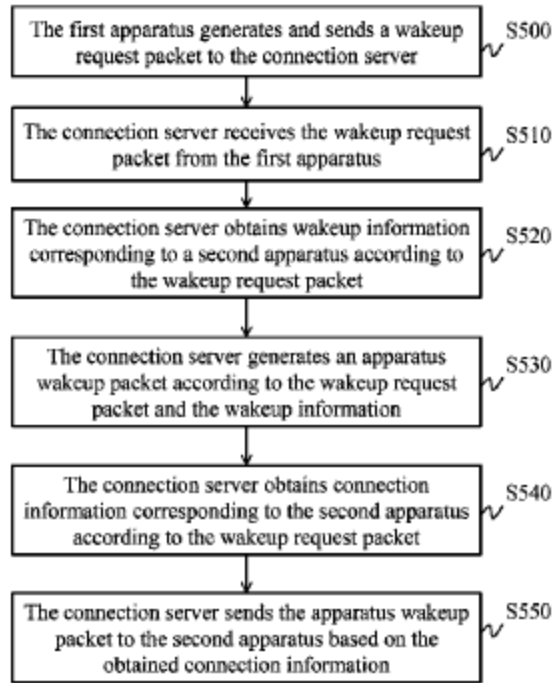 The first apparatus generates and sends a wakeup
request packet to the connection server
S500
The connection server receives the wakeup request
packet from the first apparatus
S510
The connection server obtains wakeup information
corresponding to a second apparatus according to
the wakeup request packet
S520
The connection server generates an apparatus
wakeup packet according to the wakeup request
packet and the wakeup information
S530
The connection server obtains connection
information corresponding to the second apparatus
according to the wakeup request packet
S540
The connection server sends the apparatus wakeup
packet to the second apparatus based on the
obtained connection information
S550